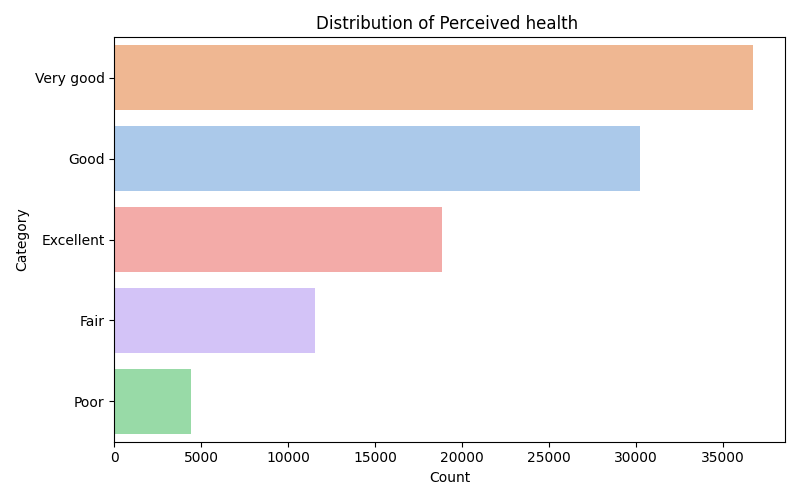 Distribution of Perceived health
Category
Very good
Good
Excellent
Fair
Poor
0 5000 10000 15000 20000 25000 30000 35000
Count